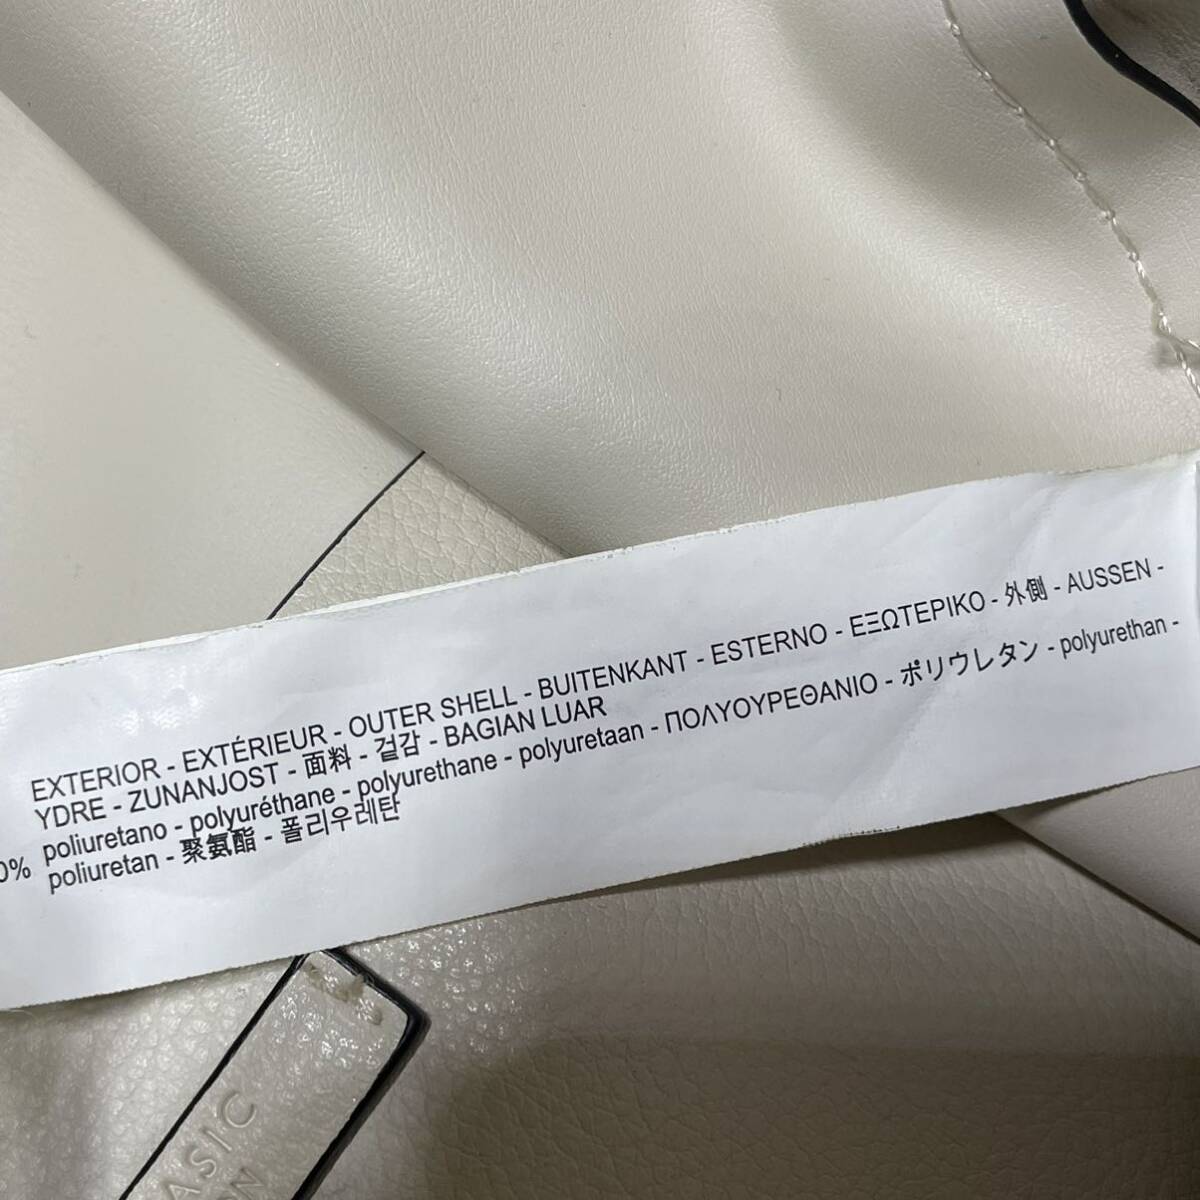 EXTERIOR - EXTÉRIEUR - OUTER SHELL - BUITENKANT - ESTERNO - ΕΞΩΤΕΡΙΚΟ - 外側 - AUSSEN -
YDRE - ZUNANJOST - 面料 - 겉감 - BAGIAN LUAR
0% poliuretano - polyuréthane - polyurethane - polyuretaan - ΠΟΛΥΟΥΡΕΘΑΝΙΟ - ポリウレタン - polyurethan -
poliuretan - 聚氨酯 - 폴리우레탄
ASIC
ON